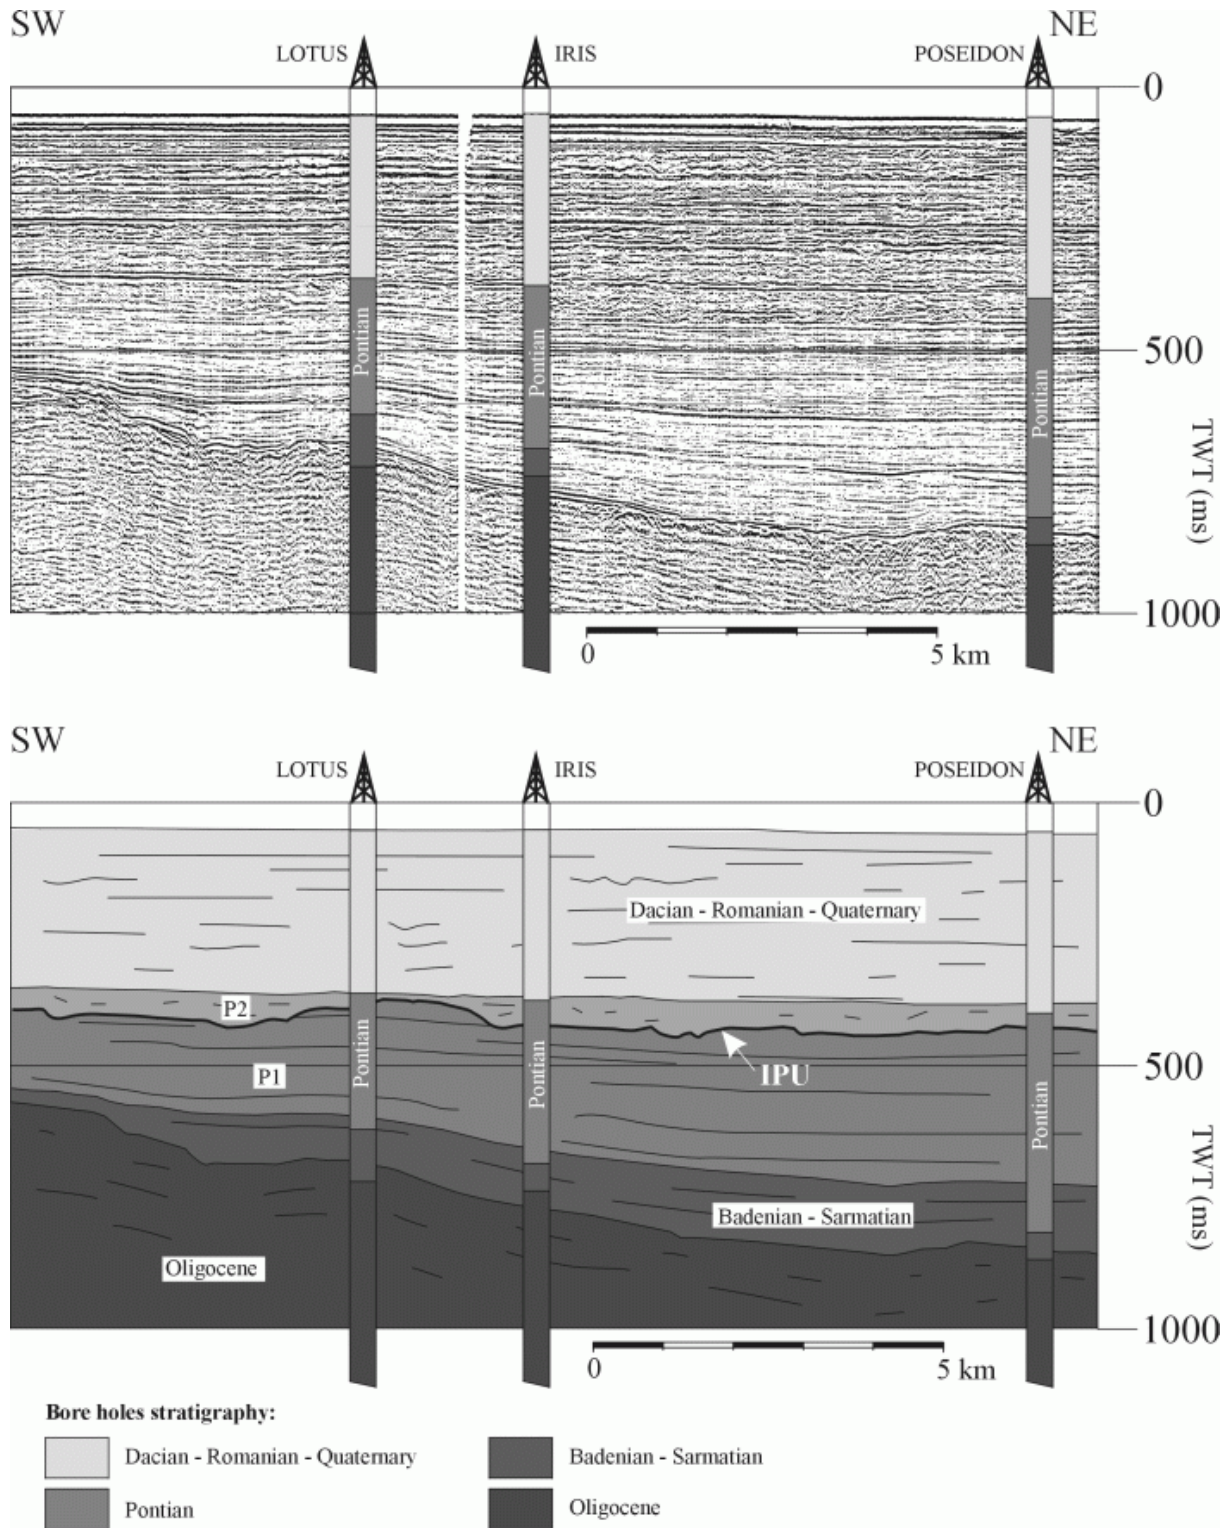 SW NE
LOTUS IRIS POSEIDON
0
Pontian Pontian Pontian
500
TWT (ms)
1000
0 5 km
SW NE
LOTUS IRIS POSEIDON
0
Dacian - Romanian - Quaternary
P2
IPU
P1
500
Pontian Pontian Pontian
TWT (ms)
Badenian - Sarmatian
Oligocene
1000
0 5 km
Bore holes stratigraphy:
Dacian - Romanian - Quaternary Badenian - Sarmatian
Pontian Oligocene